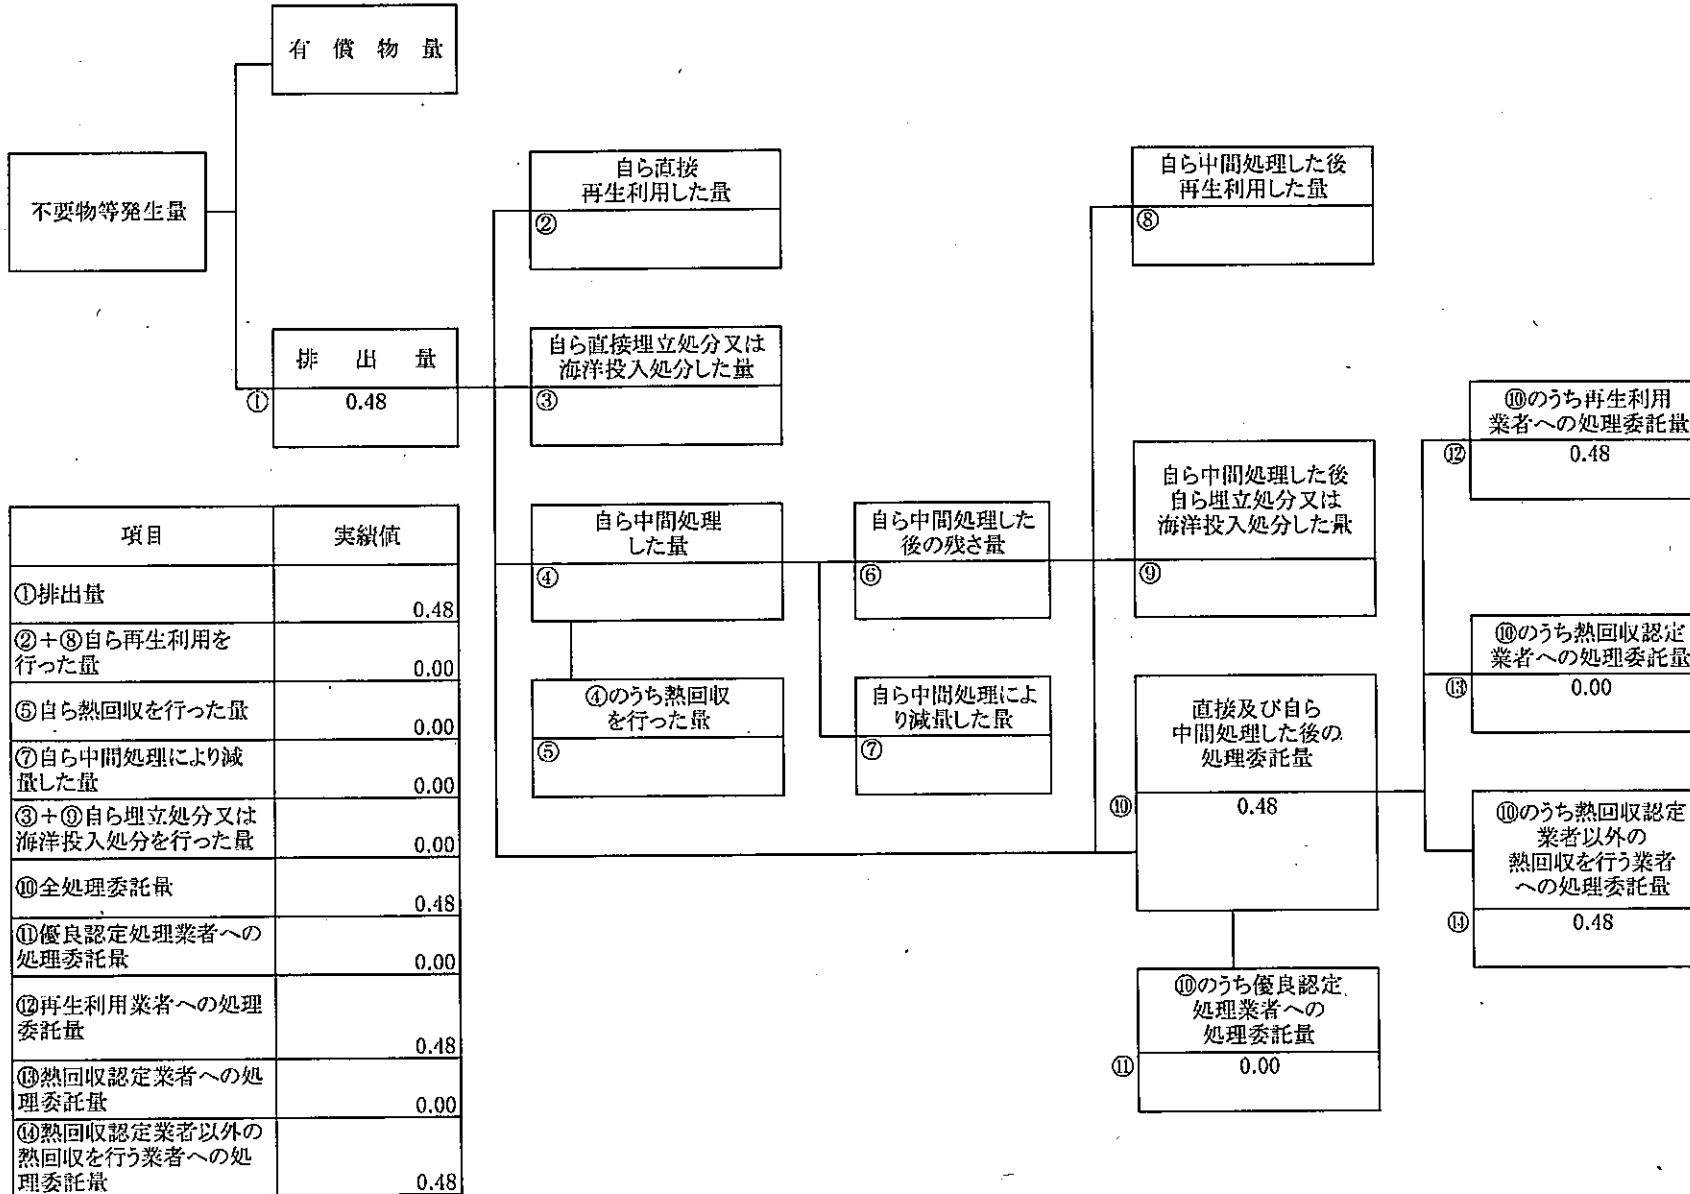 有償物量
不要物等発生量
排出量
①
0.48
自ら直接
再生利用した量
②
自ら直接埋立処分又は
海洋投入処分した量
③
自ら中間処理
した量
④
④のうち熱回収
を行った量
⑤
自ら中間処理した
後の残さ量
⑥
自ら中間処理によ
り減量した量
⑦
自ら中間処理した後
再生利用した量
⑧
自ら中間処理した後
自ら埋立処分又は
海洋投入処分した量
⑨
直接及び自ら
中間処理した後の
処理委託量
⑩
0.48
⑩のうち優良認定
処理業者への
処理委託量
⑪
0.00
⑩のうち再生利用
業者への処理委託量
⑫
0.48
⑩のうち熱回収認定
業者への処理委託量
⑬
0.00
⑩のうち熱回収認定
業者以外の
熱回収を行う業者
への処理委託量
⑭
0.48
項目 実績値
①排出量
0.48
②+⑧自ら再生利用を
行った量
0.00
⑤自ら熱回収を行った量
0.00
⑦自ら中間処理により減
量した量
0.00
③+⑨自ら埋立処分又は
海洋投入処分を行った量
0.00
⑩全処理委託量
0.48
⑪優良認定処理業者への
処理委託量
0.00
⑫再生利用業者への処理
委託量
0.48
⑬熱回収認定業者への処
理委託量
0.00
⑭熱回収認定業者以外の
熱回収を行う業者への処
理委託量
0.48